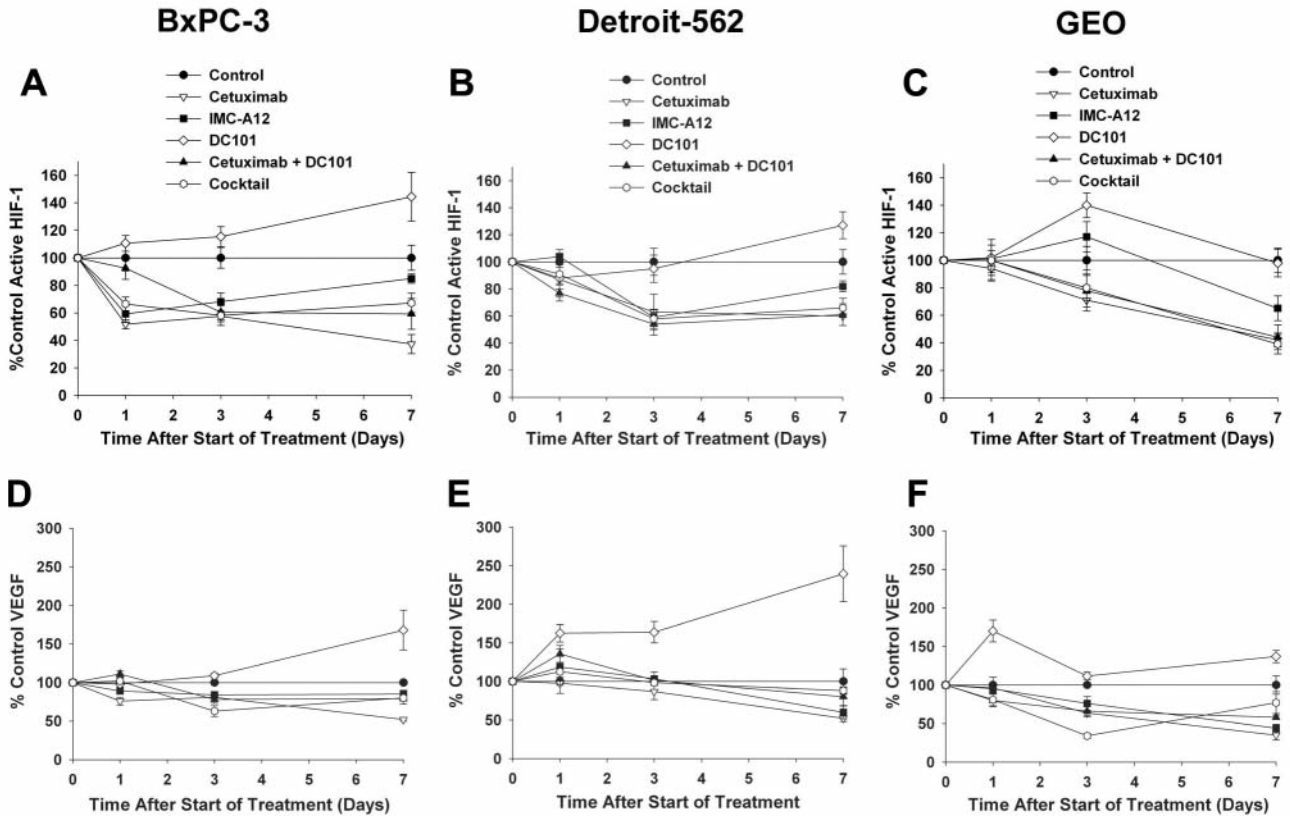 BxPC-3
Detroit-562
GEO
A
Control
Cetuximab
IMC-A12
DC101
Cetuximab + DC101
Cocktail
%Control Active HIF-1
160
140
120
100
80
60
40
20
0
0 1 2 3 4 5 6 7
Time After Start of Treatment (Days)
B
Control
Cetuximab
IMC-A12
DC101
Cetuximab + DC101
Cocktail
% Control Active HIF-1
160
140
120
100
80
60
40
20
0
0 1 2 3 4 5 6 7
Time After Start of Treatment (Days)
C
Control
Cetuximab
IMC-A12
DC101
Cetuximab + DC101
Cocktail
% Control Active HIF-1
160
140
120
100
80
60
40
20
0
0 1 2 3 4 5 6 7
Time After Start of Treatment (Days)
D
% Control VEGF
300
250
200
150
100
50
0
0 1 2 3 4 5 6 7
Time After Start of Treatment (Days)
E
% Control VEGF
300
250
200
150
100
50
0
0 1 2 3 4 5 6 7
Time After Start of Treatment
F
% Control VEGF
300
250
200
150
100
50
0
0 1 2 3 4 5 6 7
Time After Start of Treatment (Days)